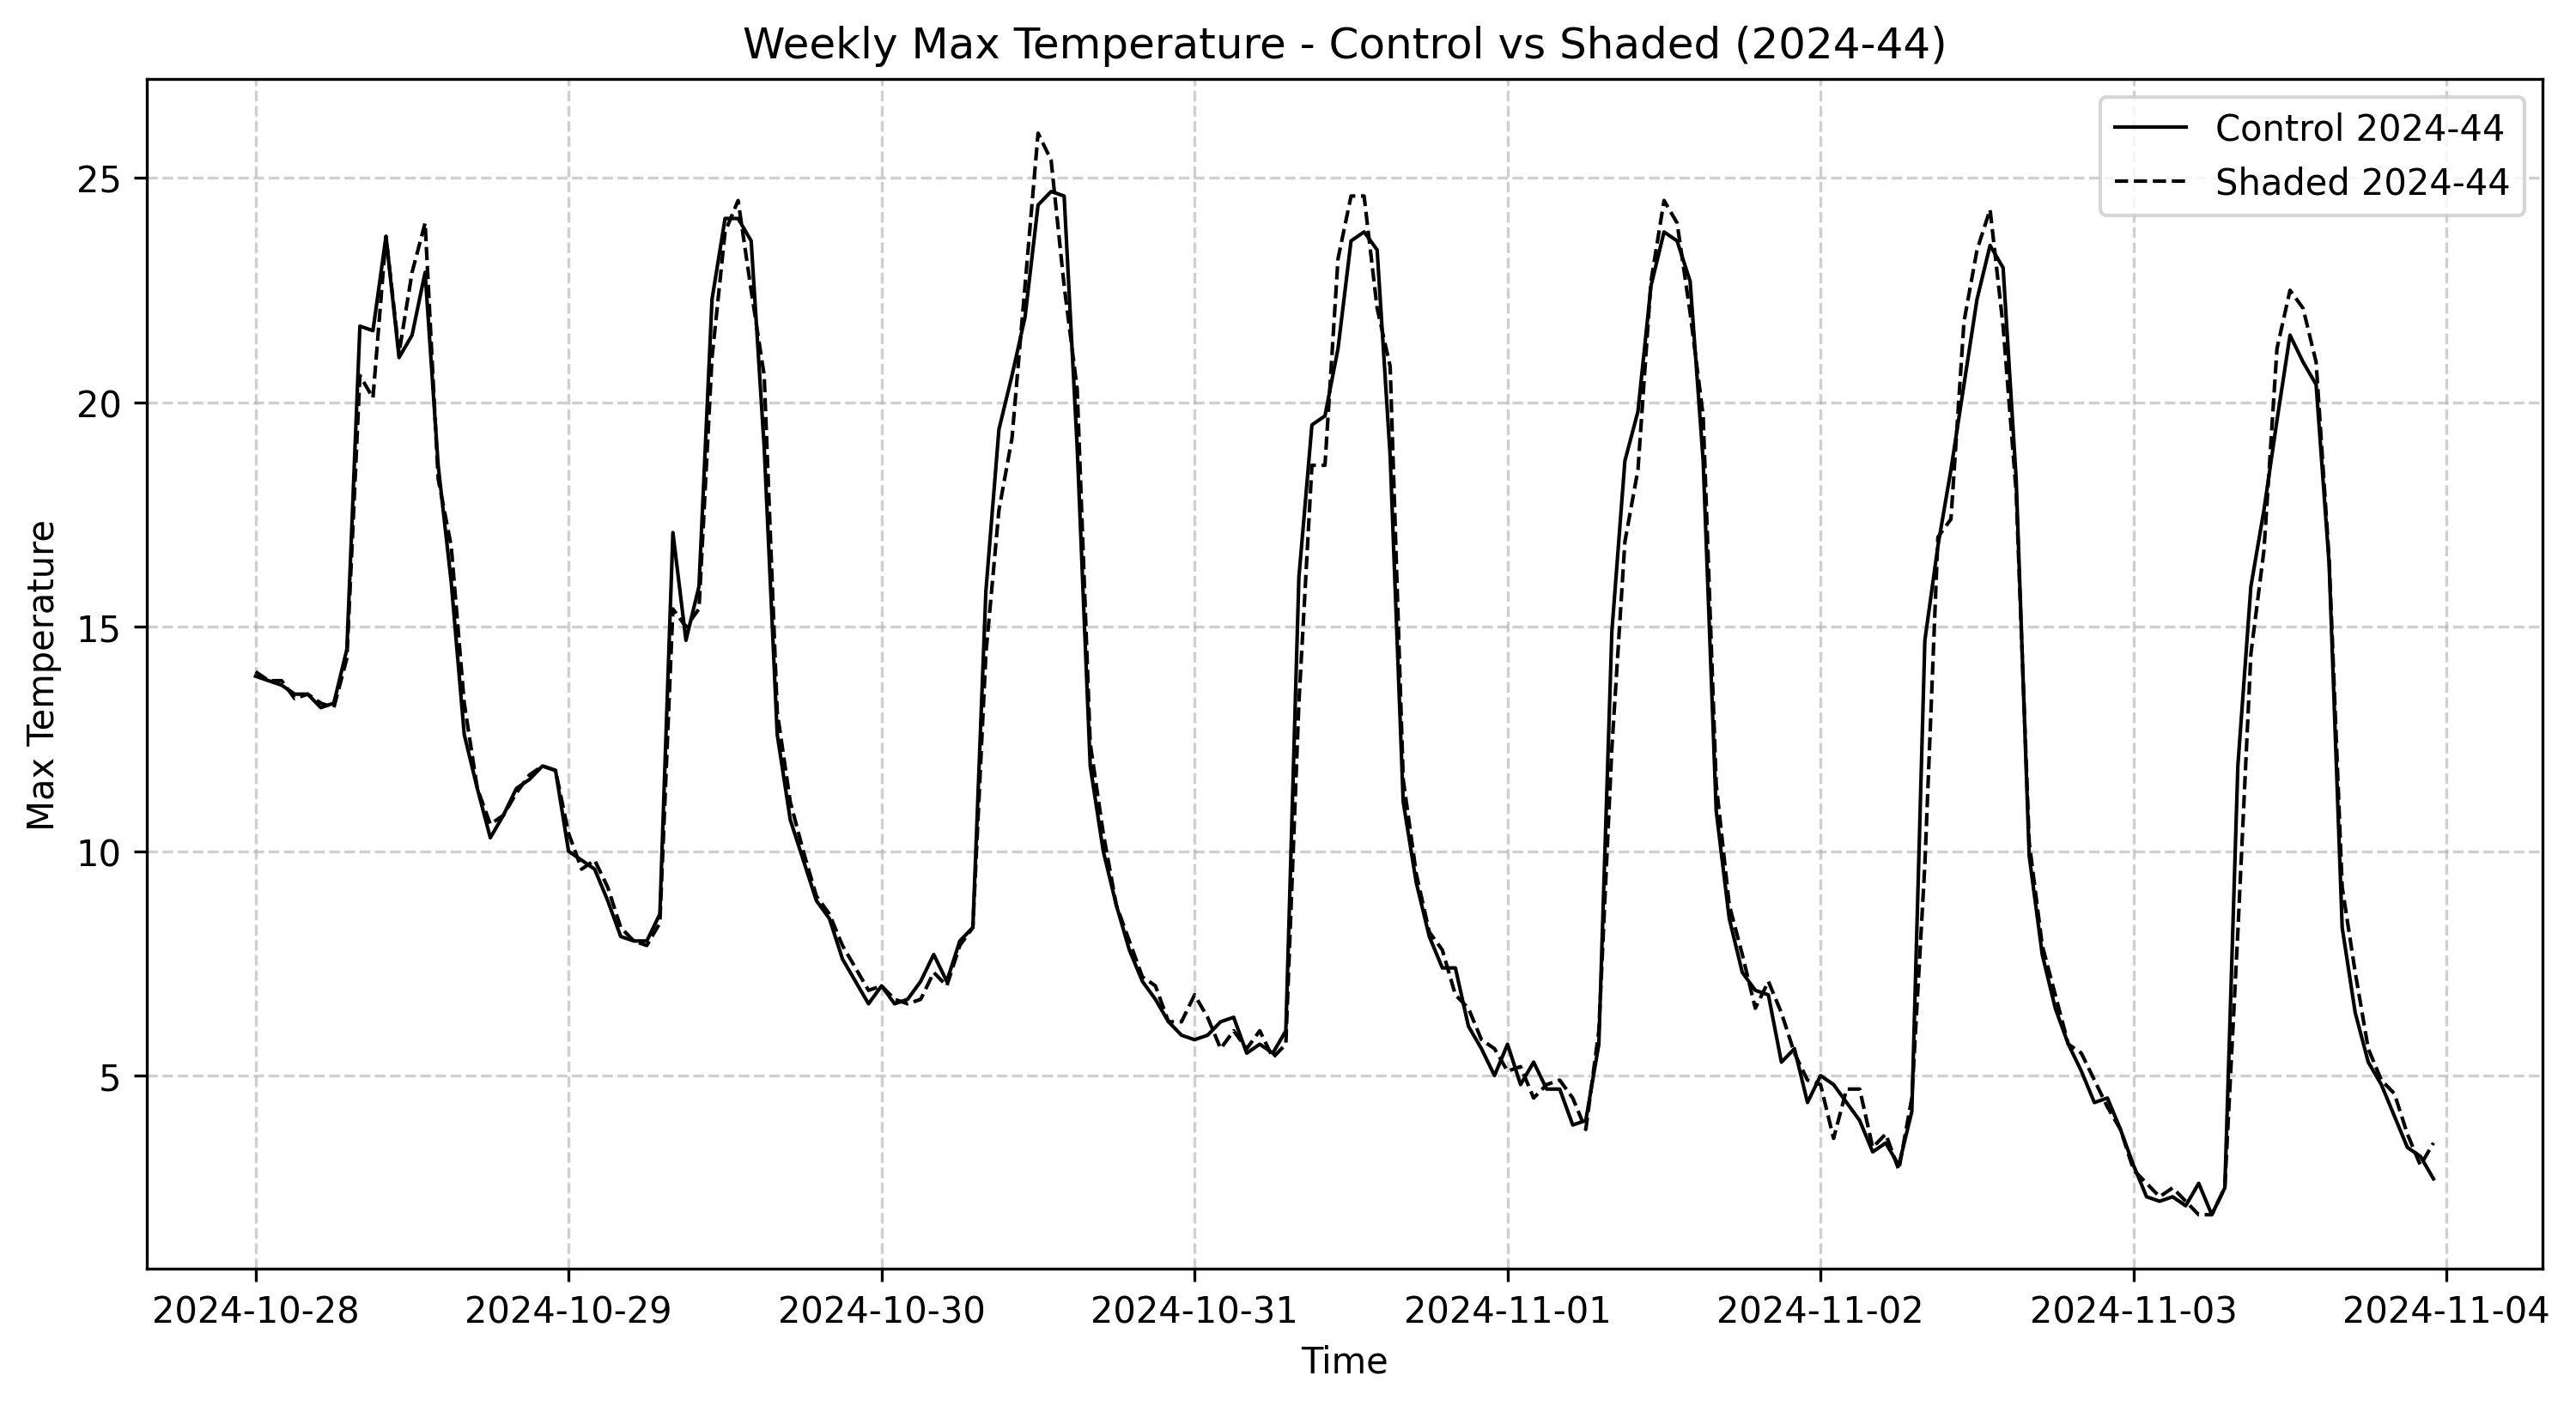 Weekly Max Temperature - Control vs Shaded (2024-44)
Control 2024-44
Shaded 2024-44
Max Temperature
25
20
15
10
5
2024-10-28 2024-10-29 2024-10-30 2024-10-31 2024-11-01 2024-11-02 2024-11-03 2024-11-04
Time